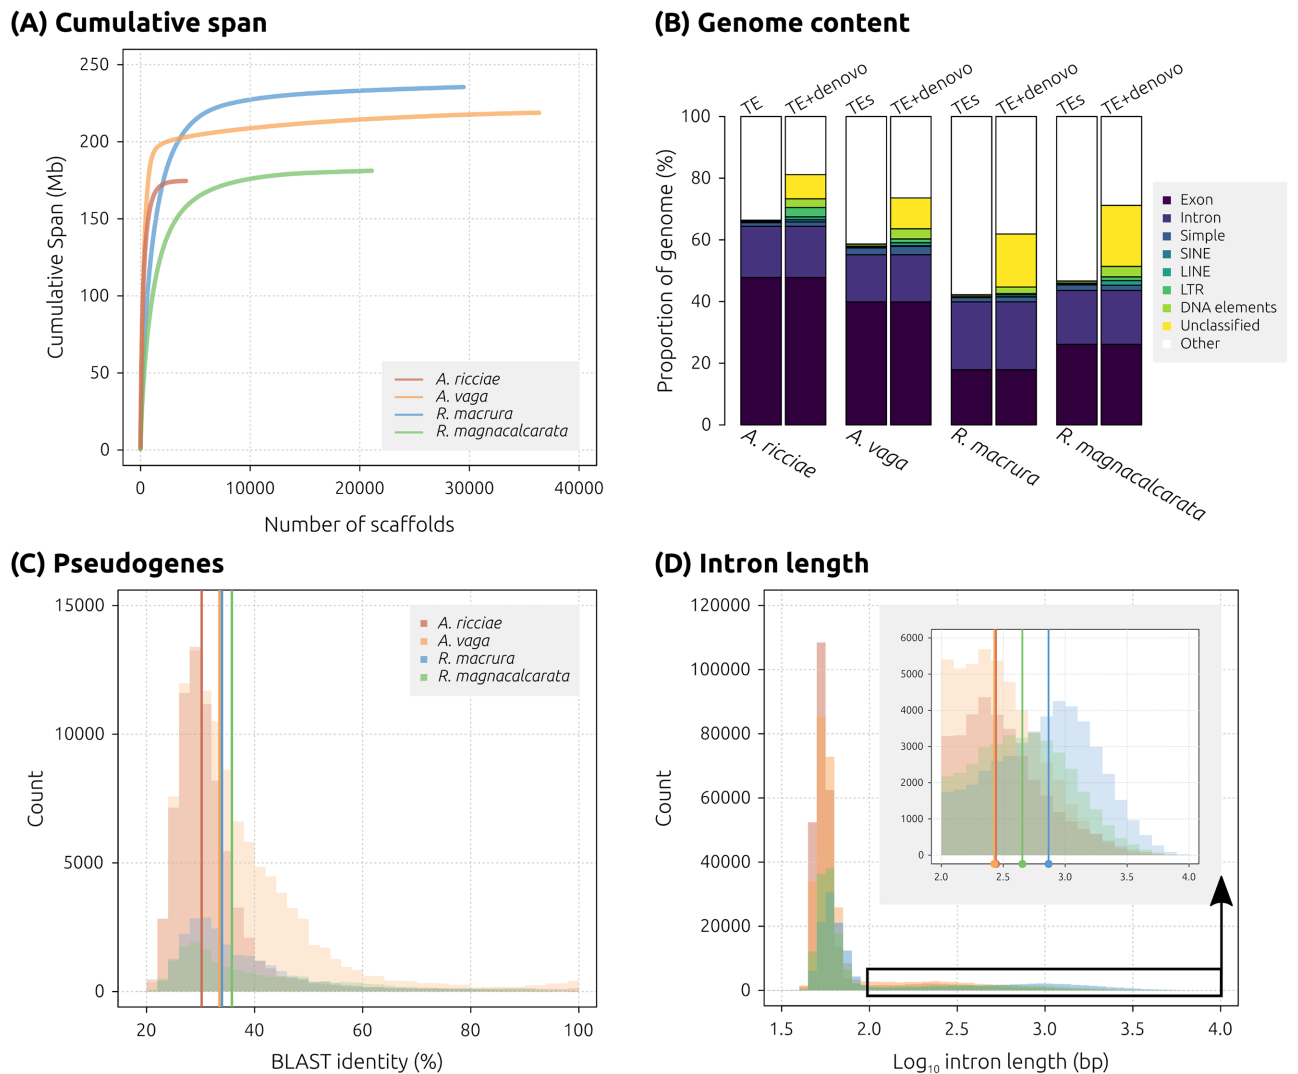 (A) Cumulative span
250
200
150
100
50
0
Cumulative Span (Mb)
0 10000 20000 30000 40000
Number of scaffolds
A. ricciae
A. vaga
R. macrura
R. magnacalcarata
(B) Genome content
TE TE+denovo TEs TE+denovo TEs TE+denovo TEs TE+denovo
100
80
60
40
20
0
Proportion of genome (%)
A. ricciae A. vaga R. macrura R. magnacalcarata
Exon
Intron
Simple
SINE
LINE
LTR
DNA elements
Unclassified
Other
(C) Pseudogenes
15000
10000
5000
0
Count
20 40 60 80 100
BLAST identity (%)
A. ricciae
A. vaga
R. macrura
R. magnacalcarata
(D) Intron length
120000
100000
80000
60000
40000
20000
0
Count
1.5 2.0 2.5 3.0 3.5 4.0
Log₁₀ intron length (bp)
6000
5000
4000
3000
2000
1000
0
2.0 2.5 3.0 3.5 4.0